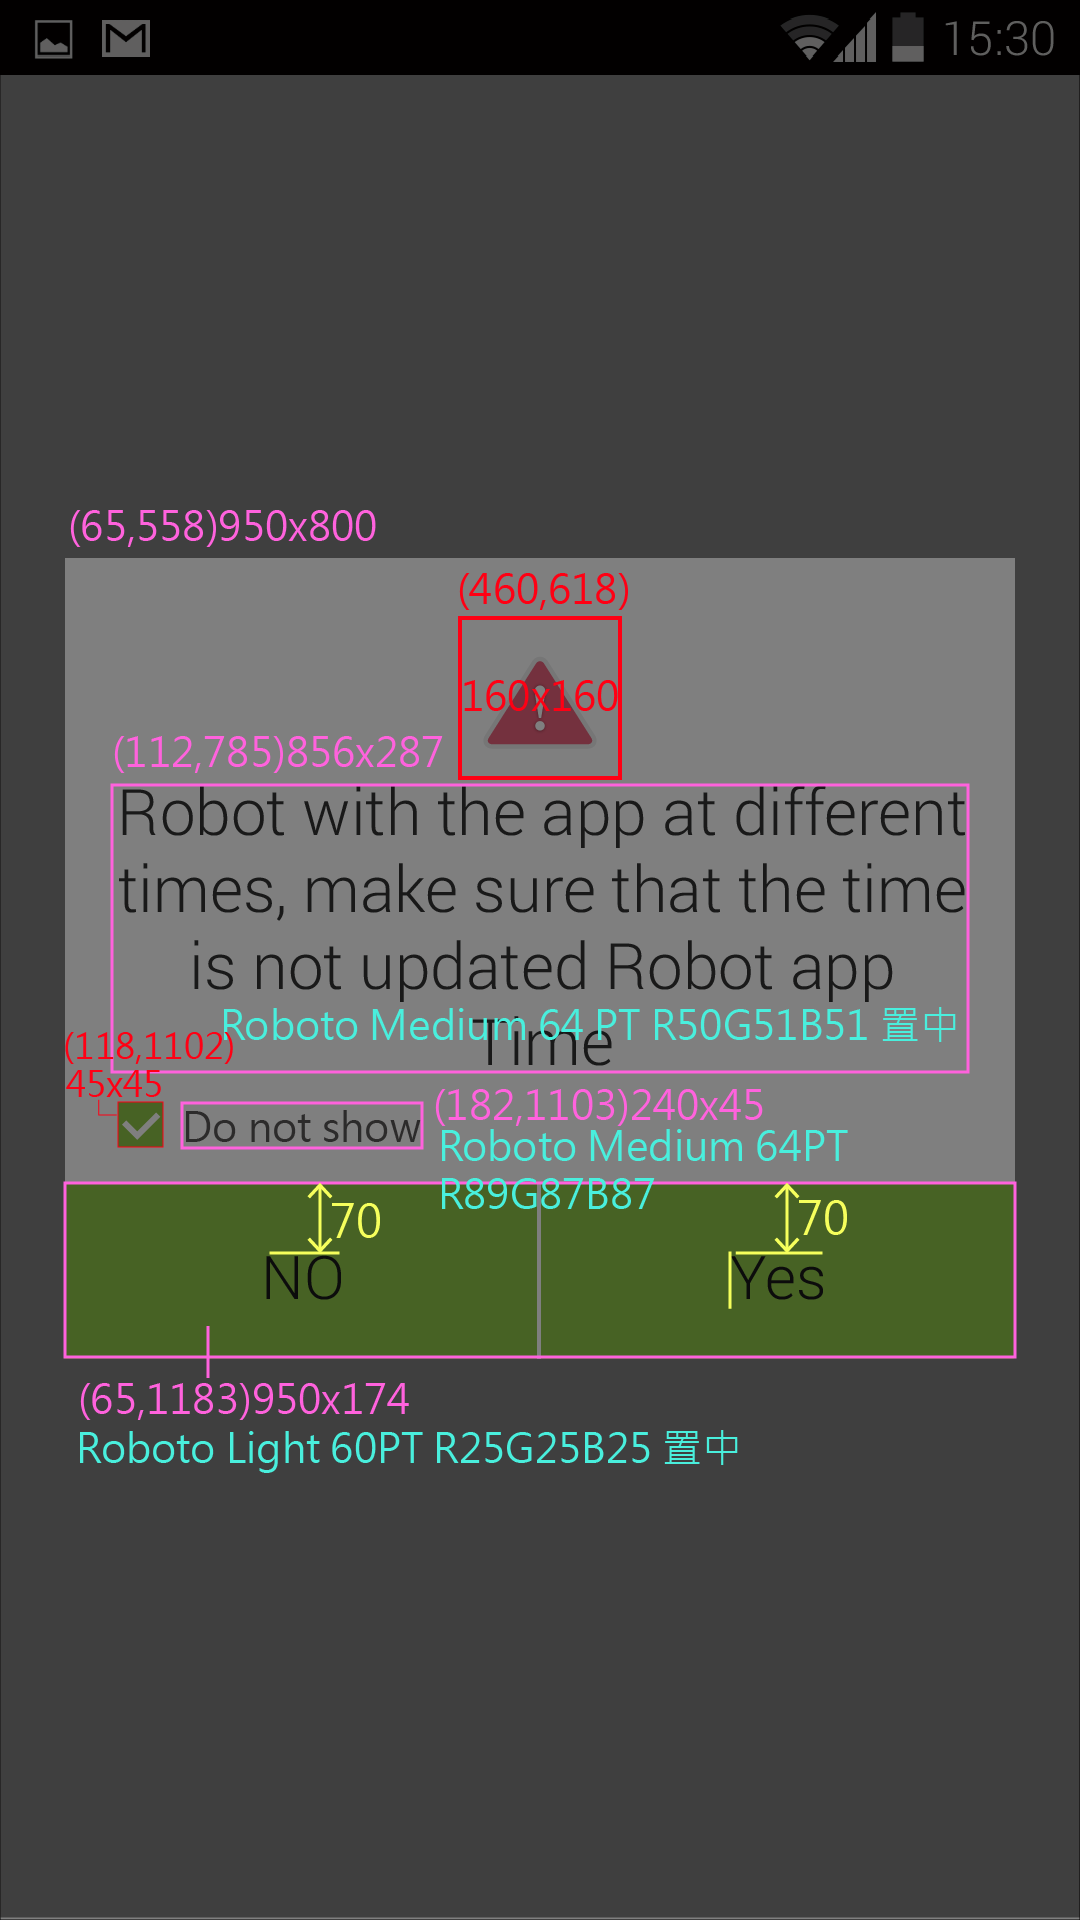 15:30
(65,558)950x800
(460,618)
160x160
(112,785)856x287
Robot with the app at different
times, make sure that the time
is not updated Robot app
Time
Roboto Medium 64 PT R50G51B51 置中
(118,1102)
45x45
Do not show
(182,1103)240x45
Roboto Medium 64PT
R89G87B87
70
70
NO
Yes
(65,1183)950x174
Roboto Light 60PT R25G25B25 置中